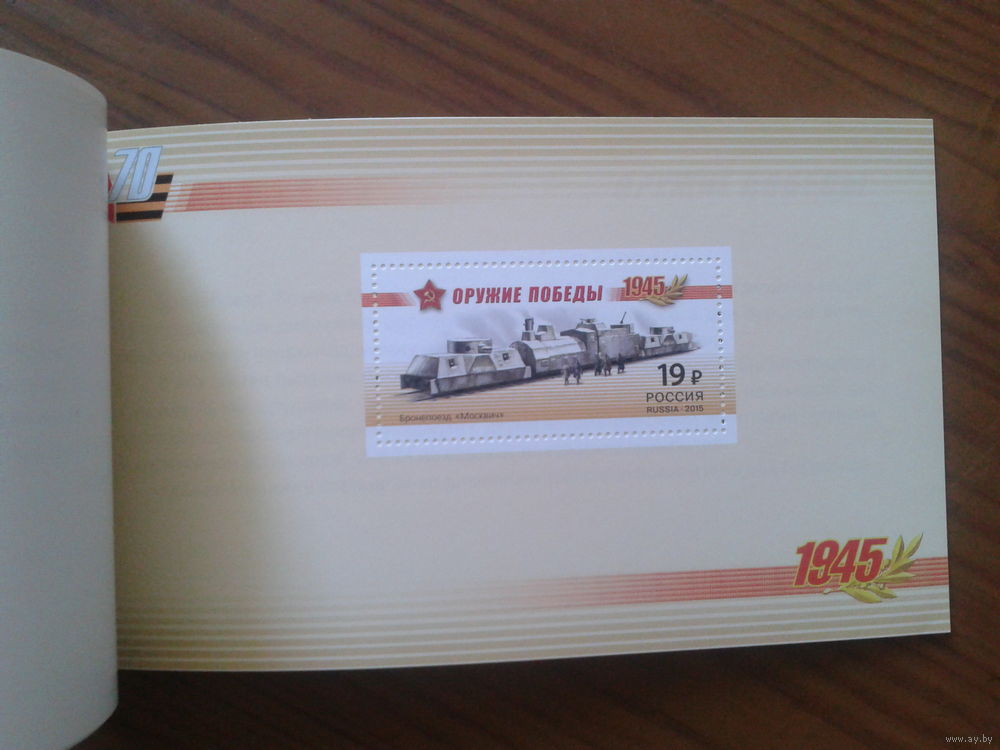 70
ОРУЖИЕ ПОБЕДЫ
1945
19 ₽
РОССИЯ
RUSSIA · 2015
Бронепоезд «Москвич»
1945
www.ay.by